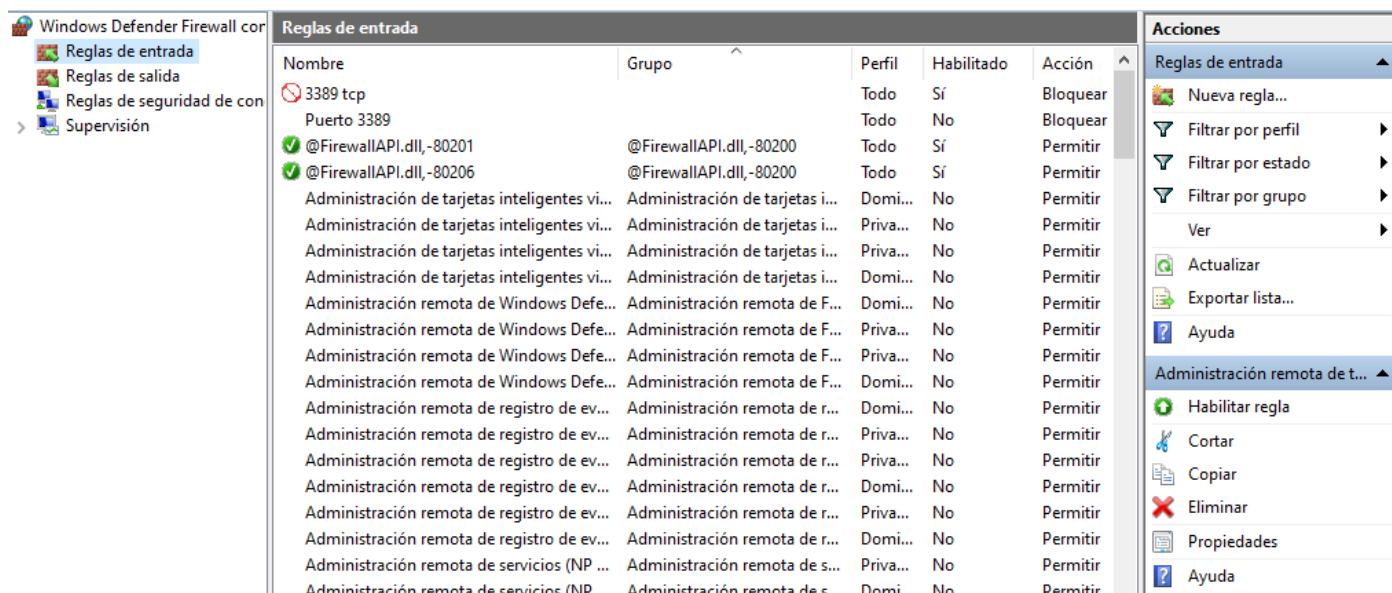 Windows Defender Firewall con
Reglas de entrada
Reglas de salida
Reglas de seguridad de con
Supervisión
Reglas de entrada
Nombre Grupo Perfil Habilitado Acción
3389 tcp Todo Sí Bloquear
Puerto 3389 Todo No Bloquear
@FirewallAPI.dll,-80201 @FirewallAPI.dll,-80200 Todo Sí Permitir
@FirewallAPI.dll,-80206 @FirewallAPI.dll,-80200 Todo Sí Permitir
Administración de tarjetas inteligentes vi... Administración de tarjetas i... Domi... No Permitir
Administración de tarjetas inteligentes vi... Administración de tarjetas i... Priva... No Permitir
Administración de tarjetas inteligentes vi... Administración de tarjetas i... Priva... No Permitir
Administración de tarjetas inteligentes vi... Administración de tarjetas i... Domi... No Permitir
Administración remota de Windows Defe... Administración remota de F... Domi... No Permitir
Administración remota de Windows Defe... Administración remota de F... Priva... No Permitir
Administración remota de Windows Defe... Administración remota de F... Priva... No Permitir
Administración remota de Windows Defe... Administración remota de F... Domi... No Permitir
Administración remota de registro de ev... Administración remota de r... Domi... No Permitir
Administración remota de registro de ev... Administración remota de r... Priva... No Permitir
Administración remota de registro de ev... Administración remota de r... Priva... No Permitir
Administración remota de registro de ev... Administración remota de r... Domi... No Permitir
Administración remota de registro de ev... Administración remota de r... Priva... No Permitir
Administración remota de registro de ev... Administración remota de r... Domi... No Permitir
Administración remota de servicios (NP ... Administración remota de s... Priva... No Permitir
Administración remota de servicios (NP ... Administración remota de s... Domi... No Permitir
Acciones
Reglas de entrada
Nueva regla...
Filtrar por perfil
Filtrar por estado
Filtrar por grupo
Ver
Actualizar
Exportar lista...
Ayuda
Administración remota de t...
Habilitar regla
Cortar
Copiar
Eliminar
Propiedades
Ayuda